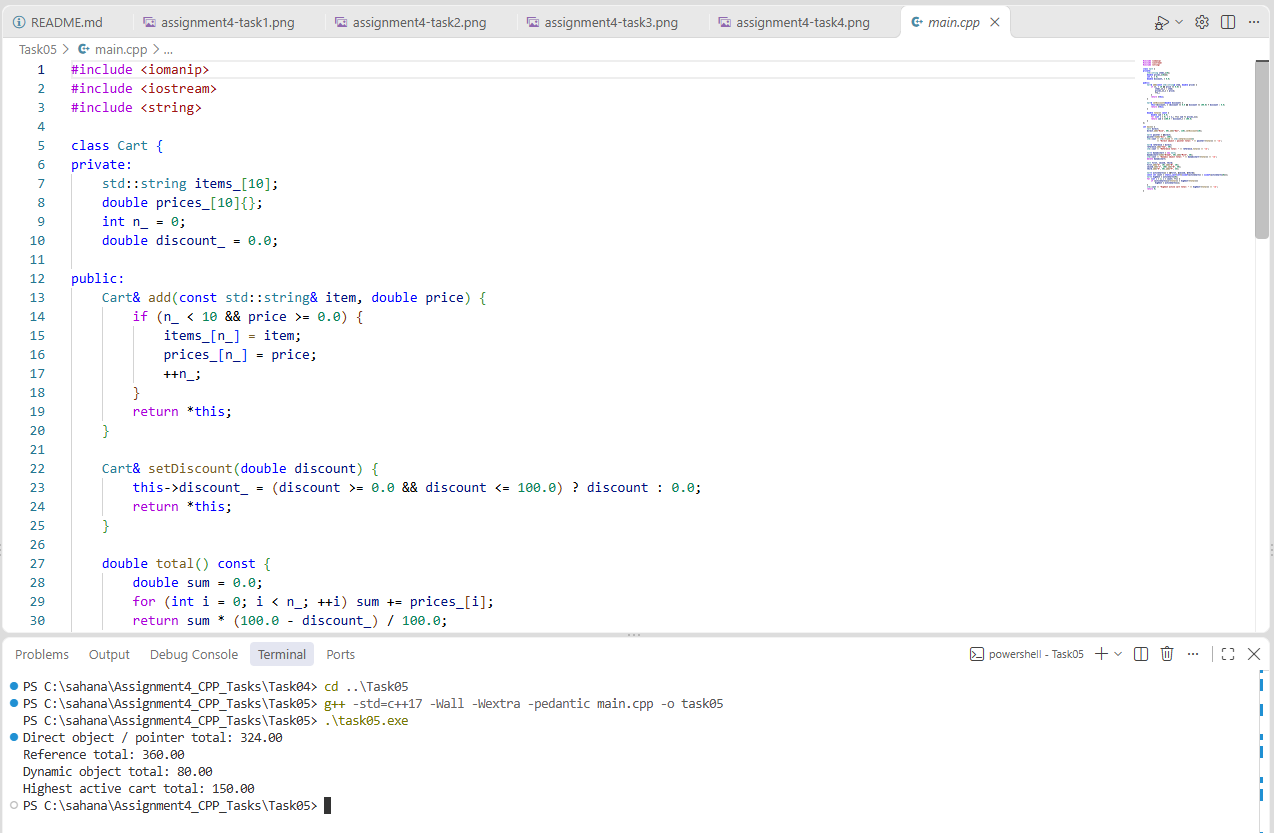 README.md assignment4-task1.png assignment4-task2.png assignment4-task3.png assignment4-task4.png main.cpp
Task05 > main.cpp > ...
1 #include <iomanip>
2 #include <iostream>
3 #include <string>
4
5 class Cart {
6 private:
7     std::string items_[10];
8     double prices_[10]{};
9     int n_ = 0;
10     double discount_ = 0.0;
11
12 public:
13     Cart& add(const std::string& item, double price) {
14         if (n_ < 10 && price >= 0.0) {
15             items_[n_] = item;
16             prices_[n_] = price;
17             ++n_;
18         }
19         return *this;
20     }
21
22     Cart& setDiscount(double discount) {
23         this->discount_ = (discount >= 0.0 && discount <= 100.0) ? discount : 0.0;
24         return *this;
25     }
26
27     double total() const {
28         double sum = 0.0;
29         for (int i = 0; i < n_; ++i) sum += prices_[i];
30         return sum * (100.0 - discount_) / 100.0;
Problems Output Debug Console Terminal Ports powershell - Task05
PS C:\sahana\Assignment4_CPP_Tasks\Task04> cd ..\Task05
PS C:\sahana\Assignment4_CPP_Tasks\Task05> g++ -std=c++17 -Wall -Wextra -pedantic main.cpp -o task05
PS C:\sahana\Assignment4_CPP_Tasks\Task05> .\task05.exe
Direct object / pointer total: 324.00
Reference total: 360.00
Dynamic object total: 80.00
Highest active cart total: 150.00
PS C:\sahana\Assignment4_CPP_Tasks\Task05>